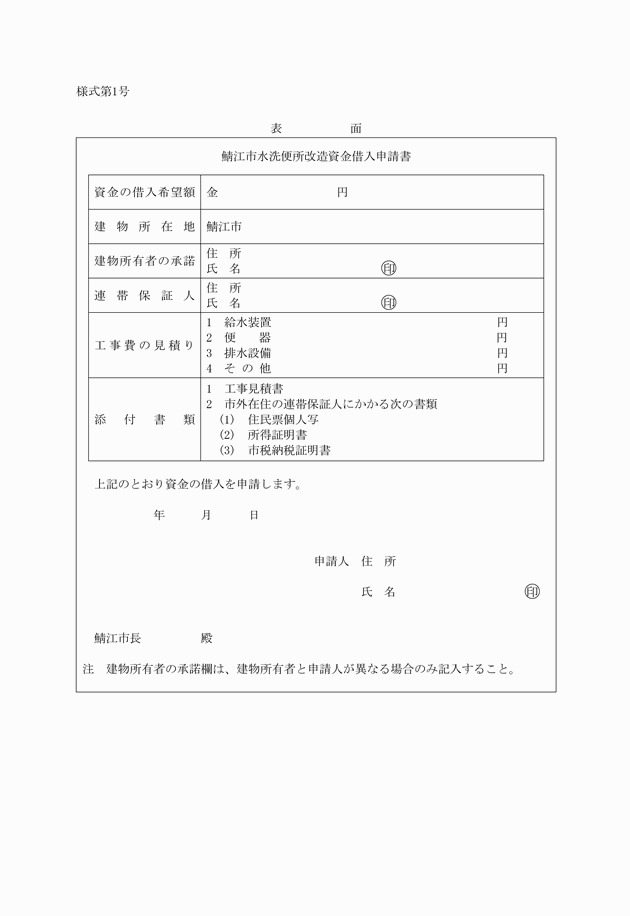 様式第1号
表　面
鯖江市水洗便所改造資金借入申請書
資金の借入希望額　金　円
建物所在地　鯖江市
建物所有者の承諾　住　所
氏　名　㊞
連帯保証人　住　所
氏　名　㊞
工事費の見積り　1　給水装置　円
2　便　器　円
3　排水設備　円
4　その他　円
添付書類　1　工事見積書
2　市外在住の連帯保証人にかかる次の書類
(1)　住民票個人写
(2)　所得証明書
(3)　市税納税証明書
上記のとおり資金の借入を申請します。
年　月　日
申請人　住　所
氏　名　㊞
鯖江市長　殿
注　建物所有者の承諾欄は、建物所有者と申請人が異なる場合のみ記入すること。